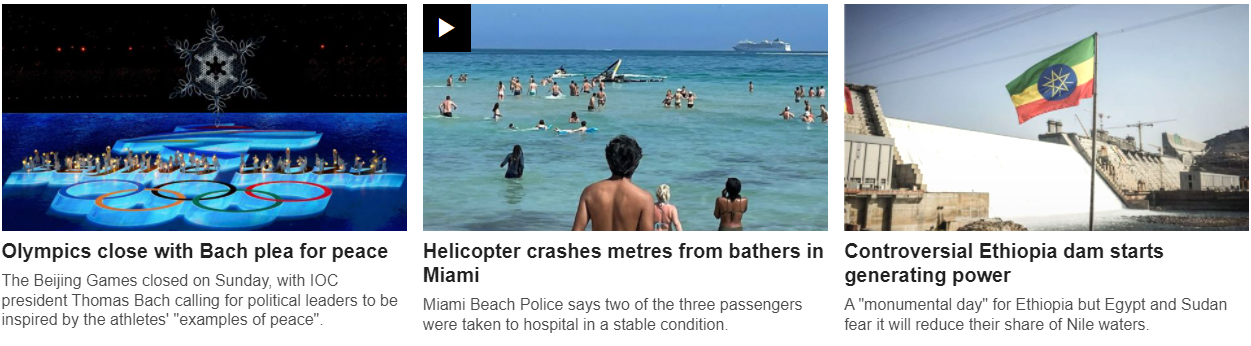 Olympics close with Bach plea for peace
The Beijing Games closed on Sunday, with IOC
president Thomas Bach calling for political leaders to be
inspired by the athletes' "examples of peace".
Helicopter crashes metres from bathers in
Miami
Miami Beach Police says two of the three passengers
were taken to hospital in a stable condition.
Controversial Ethiopia dam starts
generating power
A "monumental day" for Ethiopia but Egypt and Sudan
fear it will reduce their share of Nile waters.